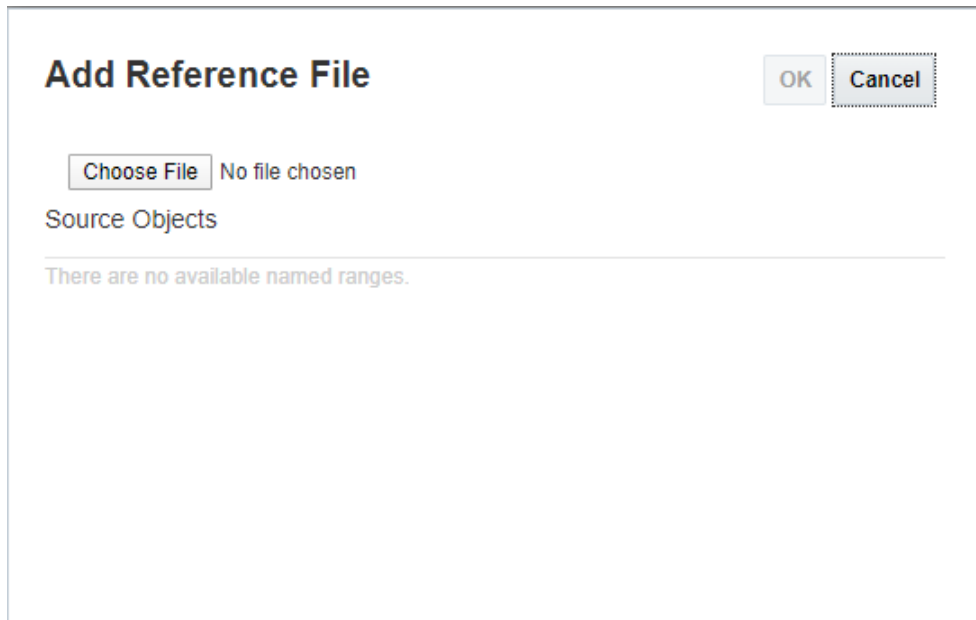 Add Reference File
OK Cancel
Choose File No file chosen
Source Objects
There are no available named ranges.